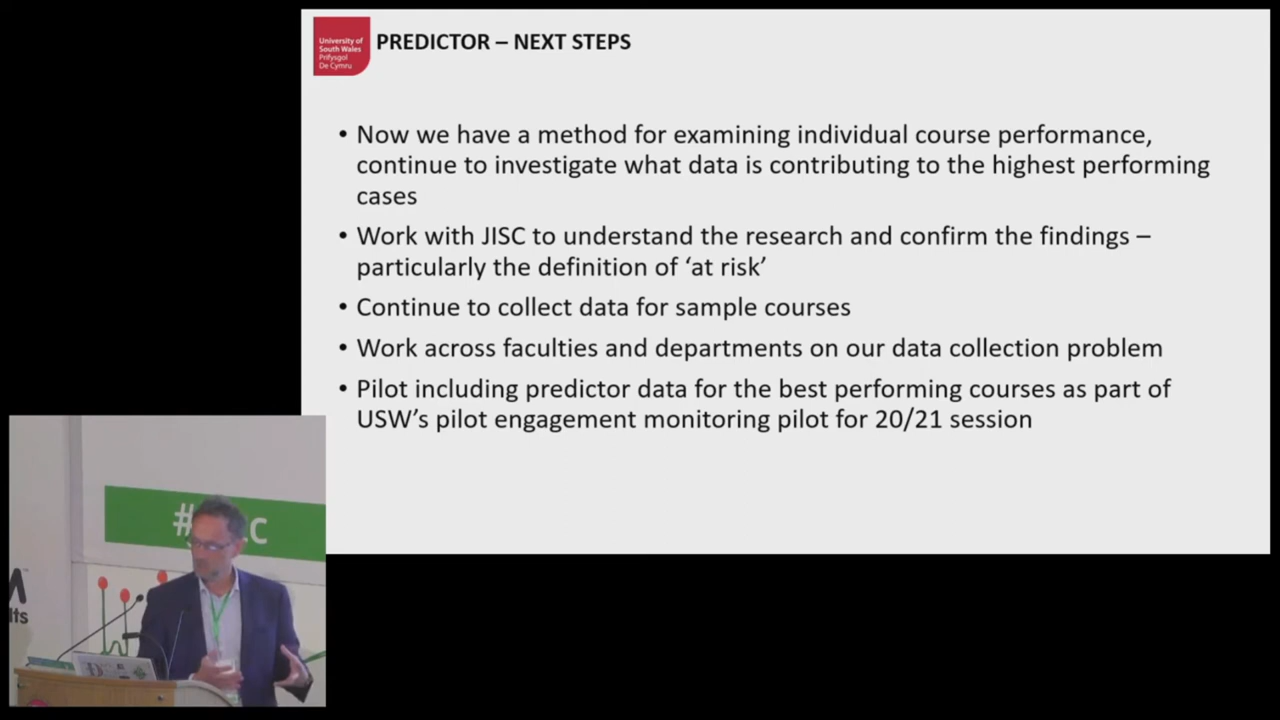 University of
South Wales
Prifysgol
De Cymru
PREDICTOR – NEXT STEPS
• Now we have a method for examining individual course performance,
continue to investigate what data is contributing to the highest performing
cases
• Work with JISC to understand the research and confirm the findings –
particularly the definition of ‘at risk’
• Continue to collect data for sample courses
• Work across faculties and departments on our data collection problem
• Pilot including predictor data for the best performing courses as part of
USW’s pilot engagement monitoring pilot for 20/21 session
#
c
lts